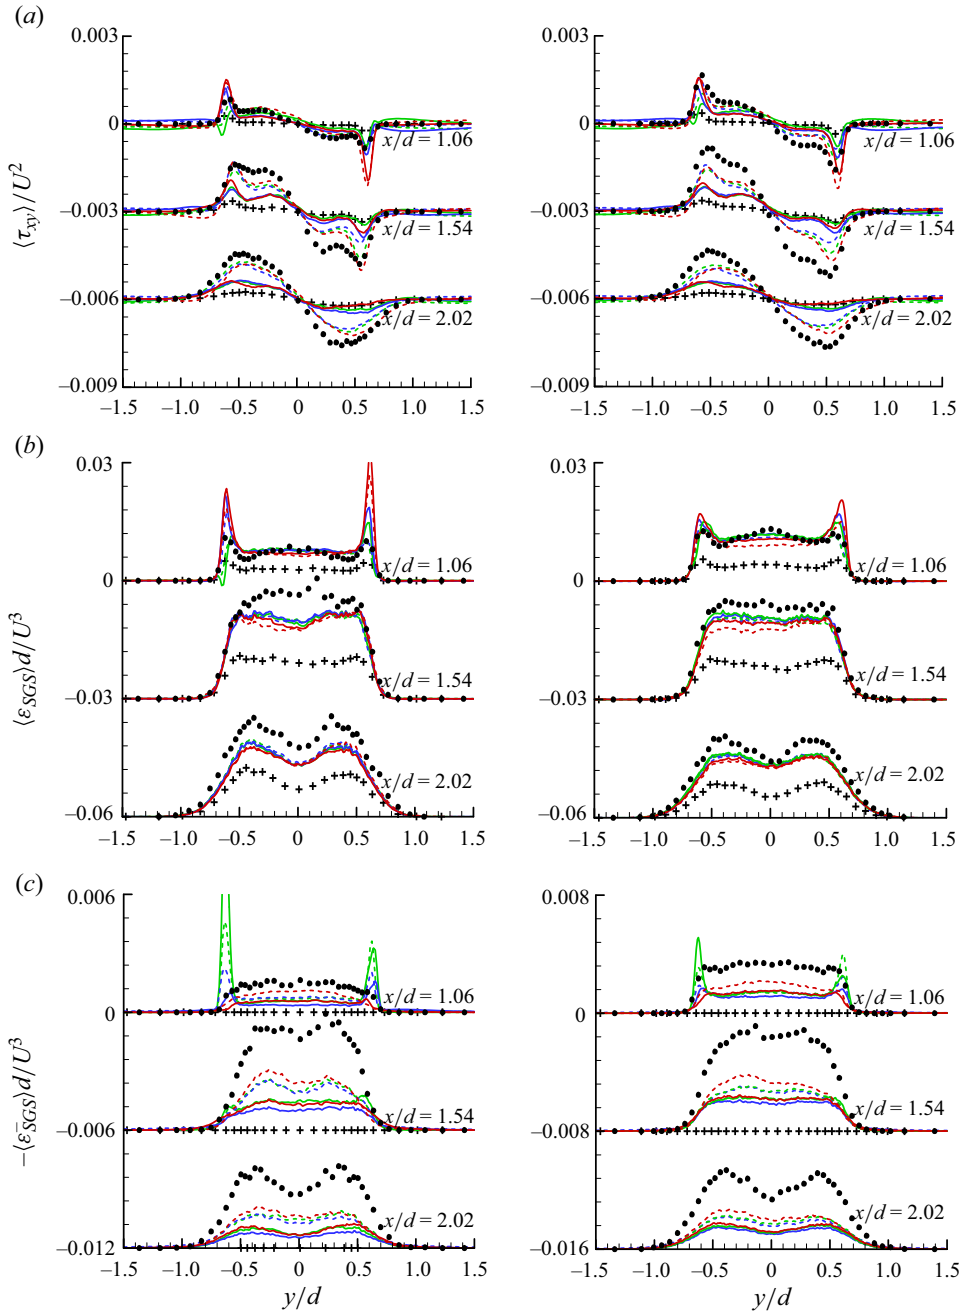 (a)
0.003
0
–0.003
–0.006
–0.009
⟨τxy⟩/U²
x/d = 1.06
x/d = 1.54
x/d = 2.02
–1.5 –1.0 –0.5 0 0.5 1.0 1.5
0.003
0
–0.003
–0.006
–0.009
x/d = 1.06
x/d = 1.54
x/d = 2.02
–1.5 –1.0 –0.5 0 0.5 1.0 1.5
(b)
0.03
0
–0.03
–0.06
⟨εSGS⟩d/U³
x/d = 1.06
x/d = 1.54
x/d = 2.02
–1.5 –1.0 –0.5 0 0.5 1.0 1.5
0.03
0
–0.03
–0.06
x/d = 1.06
x/d = 1.54
x/d = 2.02
–1.5 –1.0 –0.5 0 0.5 1.0 1.5
(c)
0.006
0
–0.006
–0.012
–⟨ε⁻SGS⟩d/U³
x/d = 1.06
x/d = 1.54
x/d = 2.02
–1.5 –1.0 –0.5 0 0.5 1.0 1.5
y/d
0.008
0
–0.008
–0.016
x/d = 1.06
x/d = 1.54
x/d = 2.02
–1.5 –1.0 –0.5 0 0.5 1.0 1.5
y/d